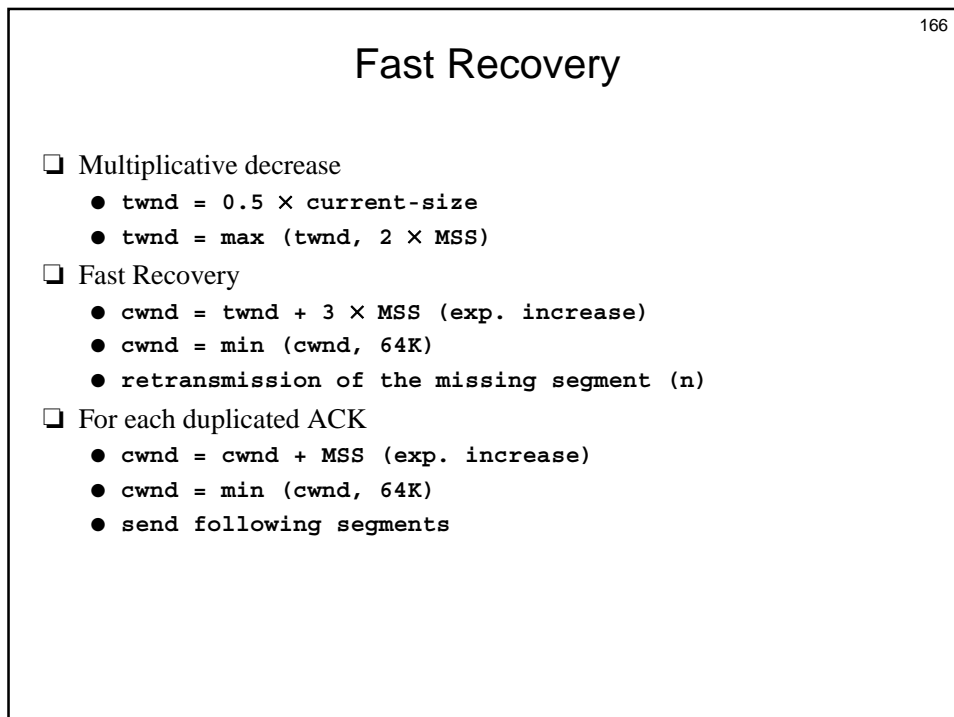 166
Fast Recovery
❑ Multiplicative decrease
● twnd = 0.5 × current-size
● twnd = max (twnd, 2 × MSS)
❑ Fast Recovery
● cwnd = twnd + 3 × MSS (exp. increase)
● cwnd = min (cwnd, 64K)
● retransmission of the missing segment (n)
❑ For each duplicated ACK
● cwnd = cwnd + MSS (exp. increase)
● cwnd = min (cwnd, 64K)
● send following segments